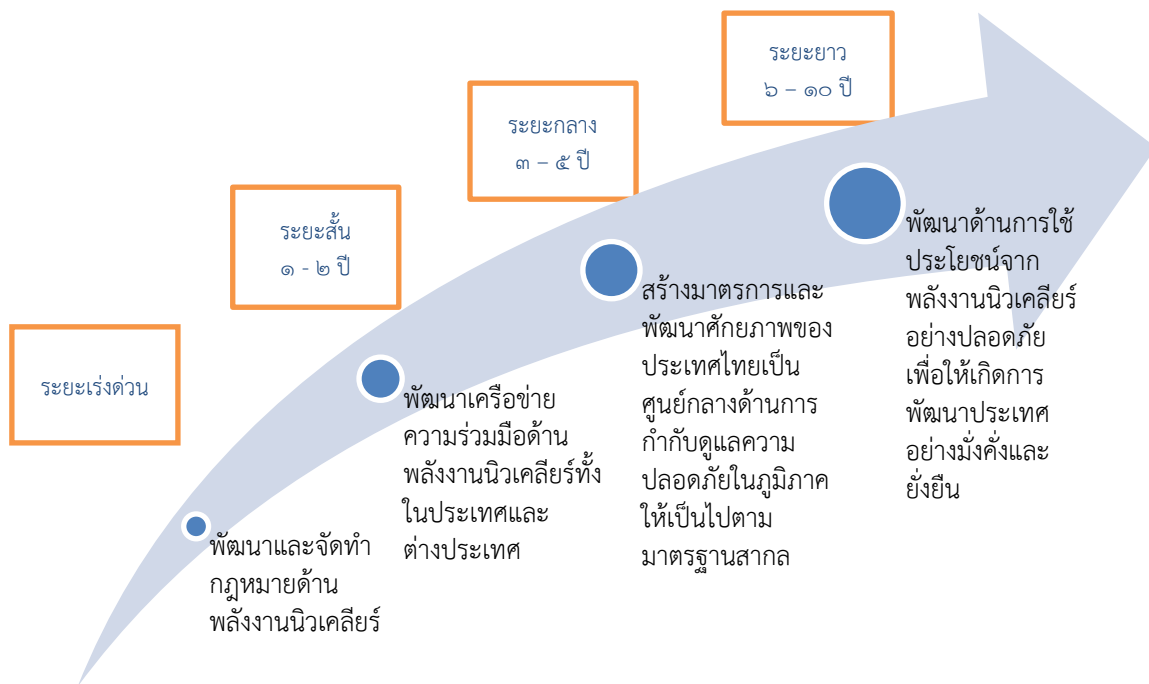 ระยะเร่งด่วน
พัฒนาและจัดทำ
กฎหมายด้าน
พลังงานนิวเคลียร์
ระยะสั้น
๑ - ๒ ปี
พัฒนาเครือข่าย
ความร่วมมือด้าน
พลังงานนิวเคลียร์ทั้ง
ในประเทศและ
ต่างประเทศ
ระยะกลาง
๓ – ๕ ปี
สร้างมาตรการและ
พัฒนาศักยภาพของ
ประเทศไทยเป็น
ศูนย์กลางด้านการ
กำกับดูแลความ
ปลอดภัยในภูมิภาค
ให้เป็นไปตาม
มาตรฐานสากล
ระยะยาว
๖ – ๑๐ ปี
พัฒนาด้านการใช้
ประโยชน์จาก
พลังงานนิวเคลียร์
อย่างปลอดภัย
เพื่อให้เกิดการ
พัฒนาประเทศ
อย่างมั่งคั่งและ
ยั่งยืน